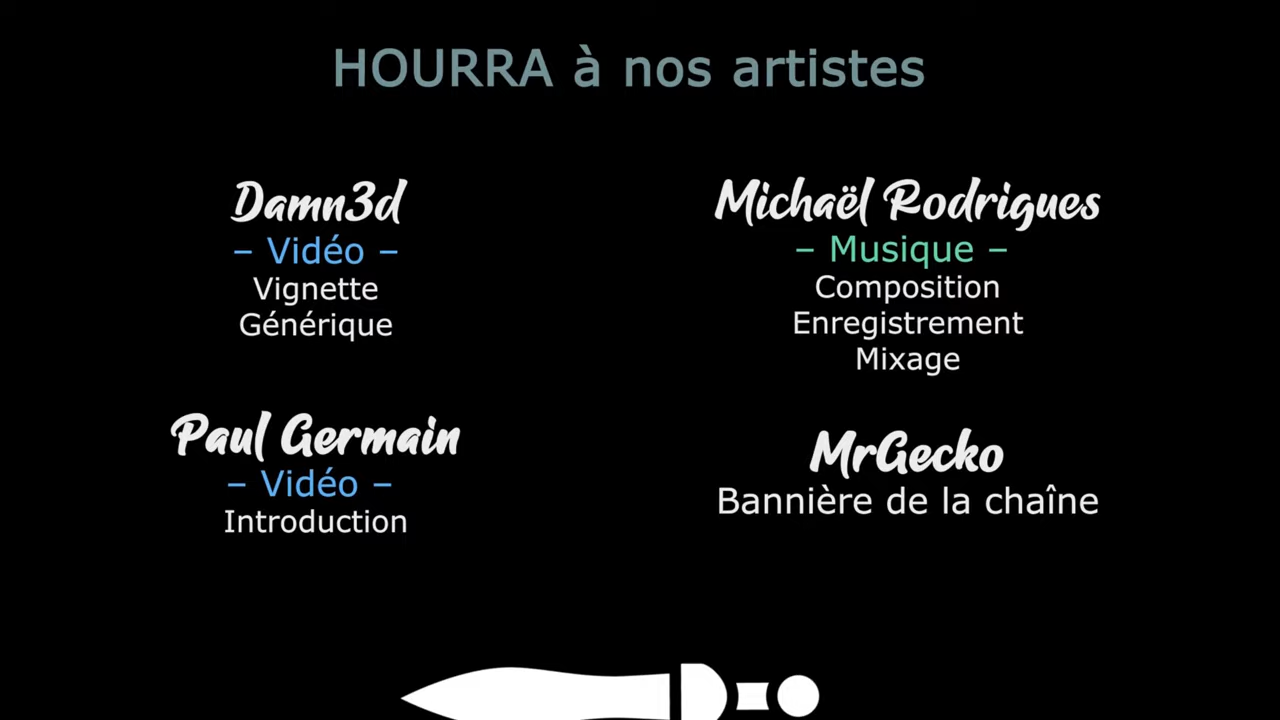 HOURRA à nos artistes
Damn3d
– Vidéo –
Vignette
Générique
Michaël Rodrigues
– Musique –
Composition
Enregistrement
Mixage
Paul Germain
– Vidéo –
Introduction
MrGecko
Bannière de la chaîne